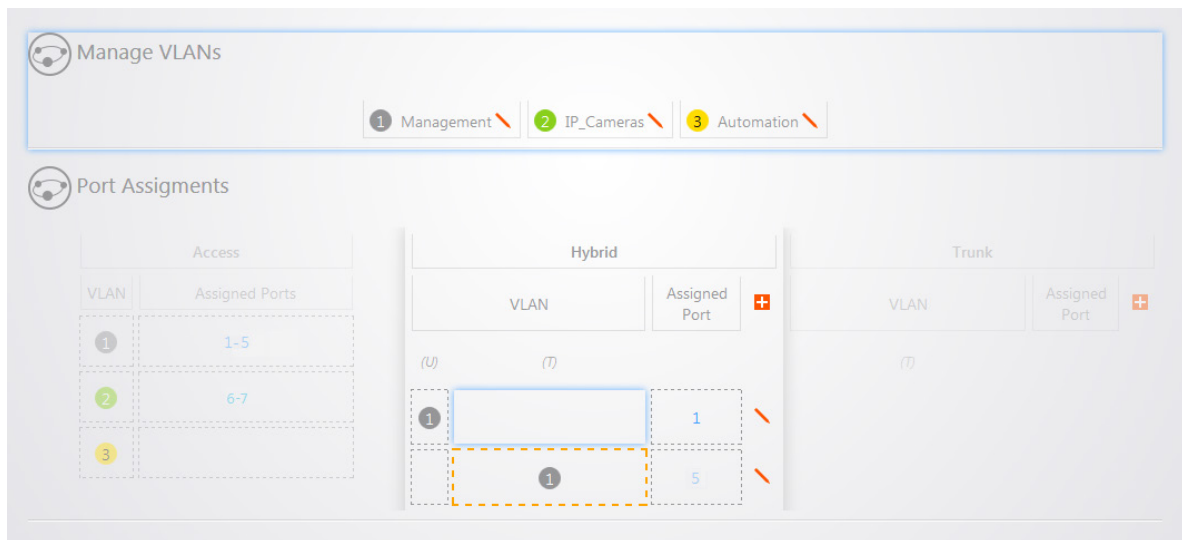 Manage VLANs
1 Management 2 IP_Cameras 3 Automation
Port Assigments
Access Hybrid Trunk
VLAN Assigned Ports VLAN Assigned Port VLAN Assigned Port
1 1-5
(U) (T) (T)
2 6-7
1 1
3
1 5